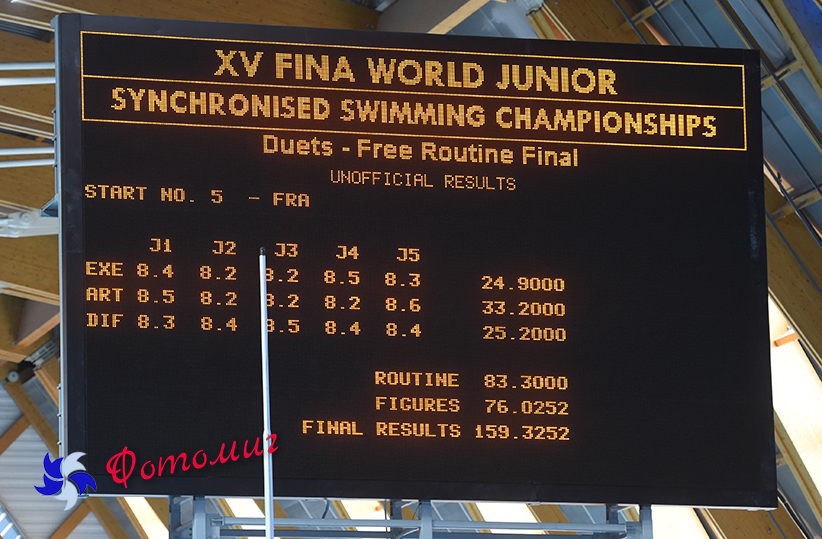 XV FINA WORLD JUNIOR
SYNCHRONISED SWIMMING CHAMPIONSHIPS
Duets - Free Routine Final
UNOFFICIAL RESULTS
START NO. 5 - FRA
J1 J2 J3 J4 J5
EXE 8.4 8.2 8.2 8.5 8.3 24.9000
ART 8.5 8.2 8.2 8.2 8.6 33.2000
DIF 8.3 8.4 8.5 8.4 8.4 25.2000
ROUTINE 83.3000
FIGURES 76.0252
FINAL RESULTS 159.3252
Фотомиг